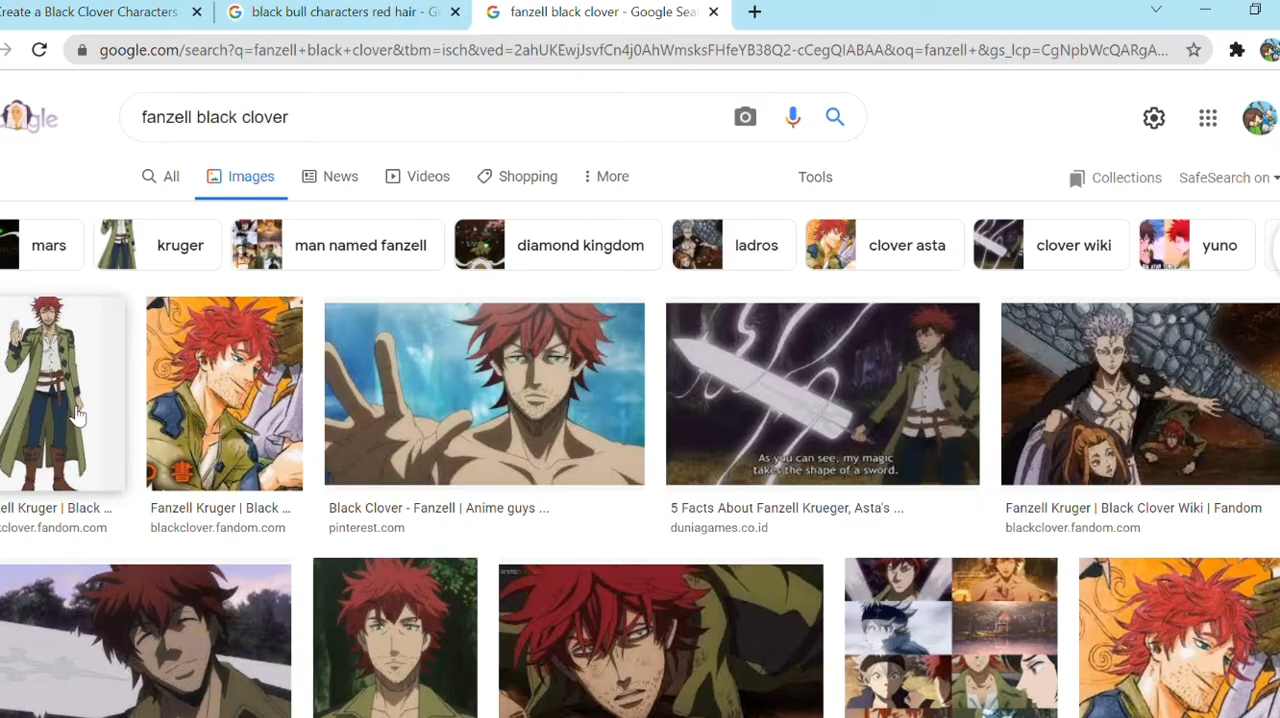 reate a Black Clover Characters
black bull characters red hair - G
fanzell black clover - Google Sea
google.com/search?q=fanzell+black+clover&tbm=isch&ved=2ahUKEwjJsvfCn4j0AhWmsksFHfeYB38Q2-cCegQIABAA&oq=fanzell+&gs_lcp=CgNpbWcQARgA...
gle
fanzell black clover
All
Images
News
Videos
Shopping
More
Tools
Collections
SafeSearch on
mars
kruger
man named fanzell
diamond kingdom
ladros
clover asta
clover wiki
yuno
As you can see, my magic
takes the shape of a sword.
ell Kruger | Black ...
clover.fandom.com
Fanzell Kruger | Black ...
blackclover.fandom.com
Black Clover - Fanzell | Anime guys ...
pinterest.com
5 Facts About Fanzell Krueger, Asta's ...
duniagames.co.id
Fanzell Kruger | Black Clover Wiki | Fandom
blackclover.fandom.com